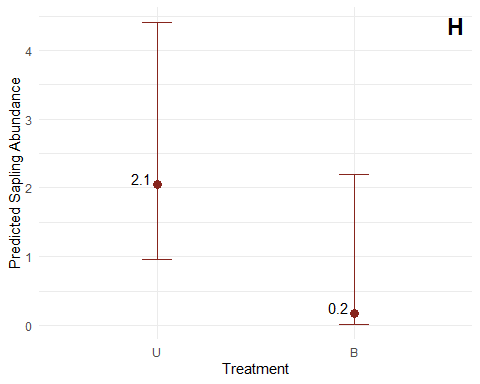 H
Predicted Sapling Abundance
4
3
2
1
0
2.1
0.2
U
B
Treatment